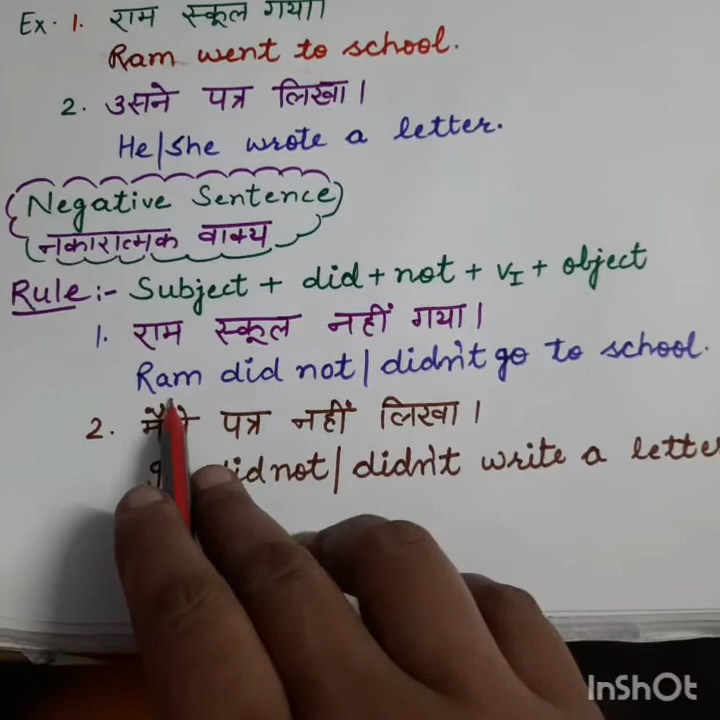 Ex. 1. राम स्कूल गया।
Ram went to school.
2. उसने पत्र लिखा।
He/she wrote a letter.
Negative Sentence
नकारात्मक वाक्य
Rule:- Subject + did + not + V₁ + object
1. राम स्कूल नहीं गया।
Ram did not / didn't go to school.
2. पत्र नहीं लिखा।
did not / didn't write a letter
InShOt